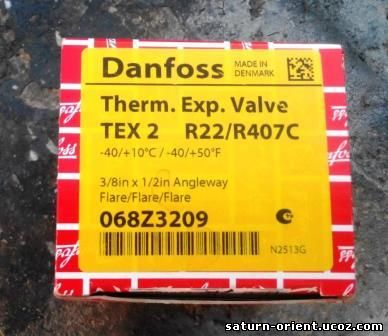 Danfoss
MADE IN
DENMARK
Therm. Exp. Valve
TEX 2 R22/R407C
-40/+10°C / -40/+50°F
3/8in x 1/2in Angleway
Flare/Flare/Flare
068Z3209
N2513G
saturn-orient.ucoz.com